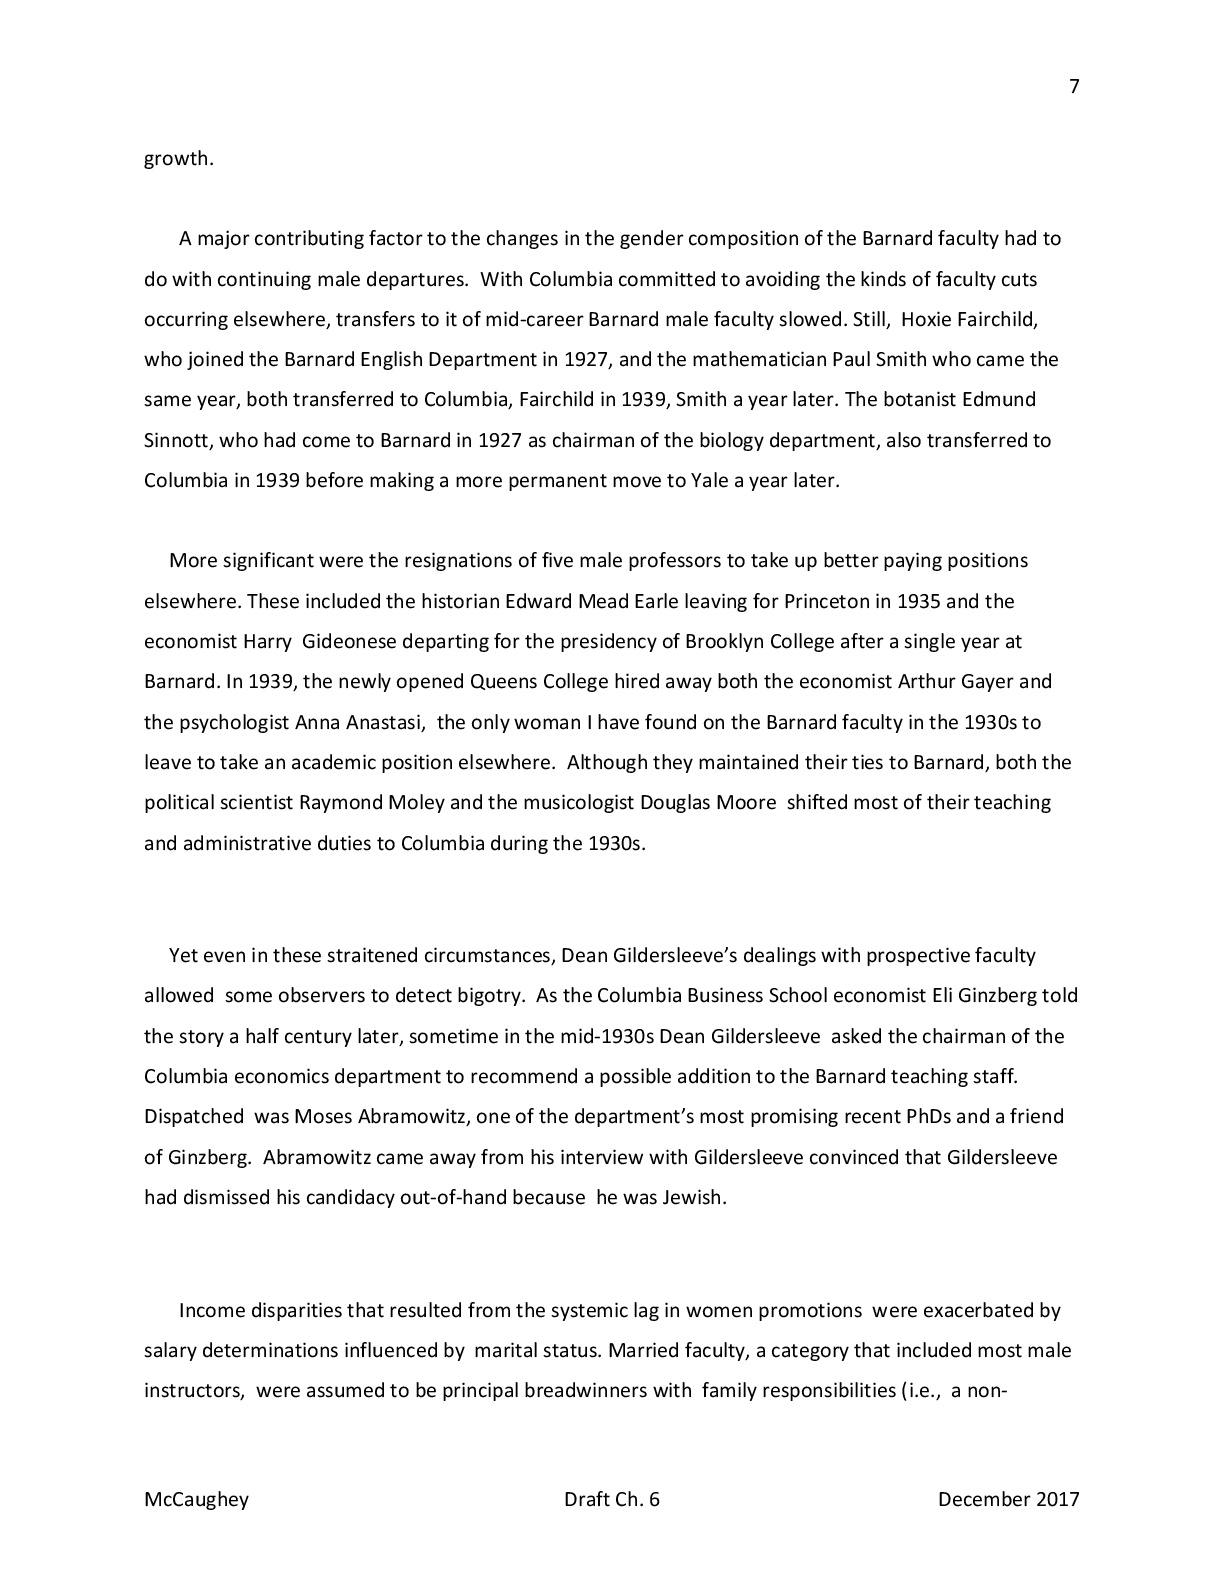 7
growth.
A major contributing factor to the changes in the gender composition of the Barnard faculty had to
do with continuing male departures.  With Columbia committed to avoiding the kinds of faculty cuts
occurring elsewhere, transfers to it of mid-career Barnard male faculty slowed. Still,  Hoxie Fairchild,
who joined the Barnard English Department in 1927, and the mathematician Paul Smith who came the
same year, both transferred to Columbia, Fairchild in 1939, Smith a year later. The botanist Edmund
Sinnott, who had come to Barnard in 1927 as chairman of the biology department, also transferred to
Columbia in 1939 before making a more permanent move to Yale a year later.
More significant were the resignations of five male professors to take up better paying positions
elsewhere. These included the historian Edward Mead Earle leaving for Princeton in 1935 and the
economist Harry  Gideonese departing for the presidency of Brooklyn College after a single year at
Barnard. In 1939, the newly opened Queens College hired away both the economist Arthur Gayer and
the psychologist Anna Anastasi,  the only woman I have found on the Barnard faculty in the 1930s to
leave to take an academic position elsewhere.  Although they maintained their ties to Barnard, both the
political scientist Raymond Moley and the musicologist Douglas Moore  shifted most of their teaching
and administrative duties to Columbia during the 1930s.
Yet even in these straitened circumstances, Dean Gildersleeve’s dealings with prospective faculty
allowed  some observers to detect bigotry.  As the Columbia Business School economist Eli Ginzberg told
the story a half century later, sometime in the mid-1930s Dean Gildersleeve  asked the chairman of the
Columbia economics department to recommend a possible addition to the Barnard teaching staff.
Dispatched  was Moses Abramowitz, one of the department’s most promising recent PhDs and a friend
of Ginzberg.  Abramowitz came away from his interview with Gildersleeve convinced that Gildersleeve
had dismissed his candidacy out-of-hand because  he was Jewish.
Income disparities that resulted from the systemic lag in women promotions  were exacerbated by
salary determinations influenced by  marital status. Married faculty, a category that included most male
instructors,  were assumed to be principal breadwinners with  family responsibilities (i.e.,  a non-
McCaughey Draft Ch. 6 December 2017